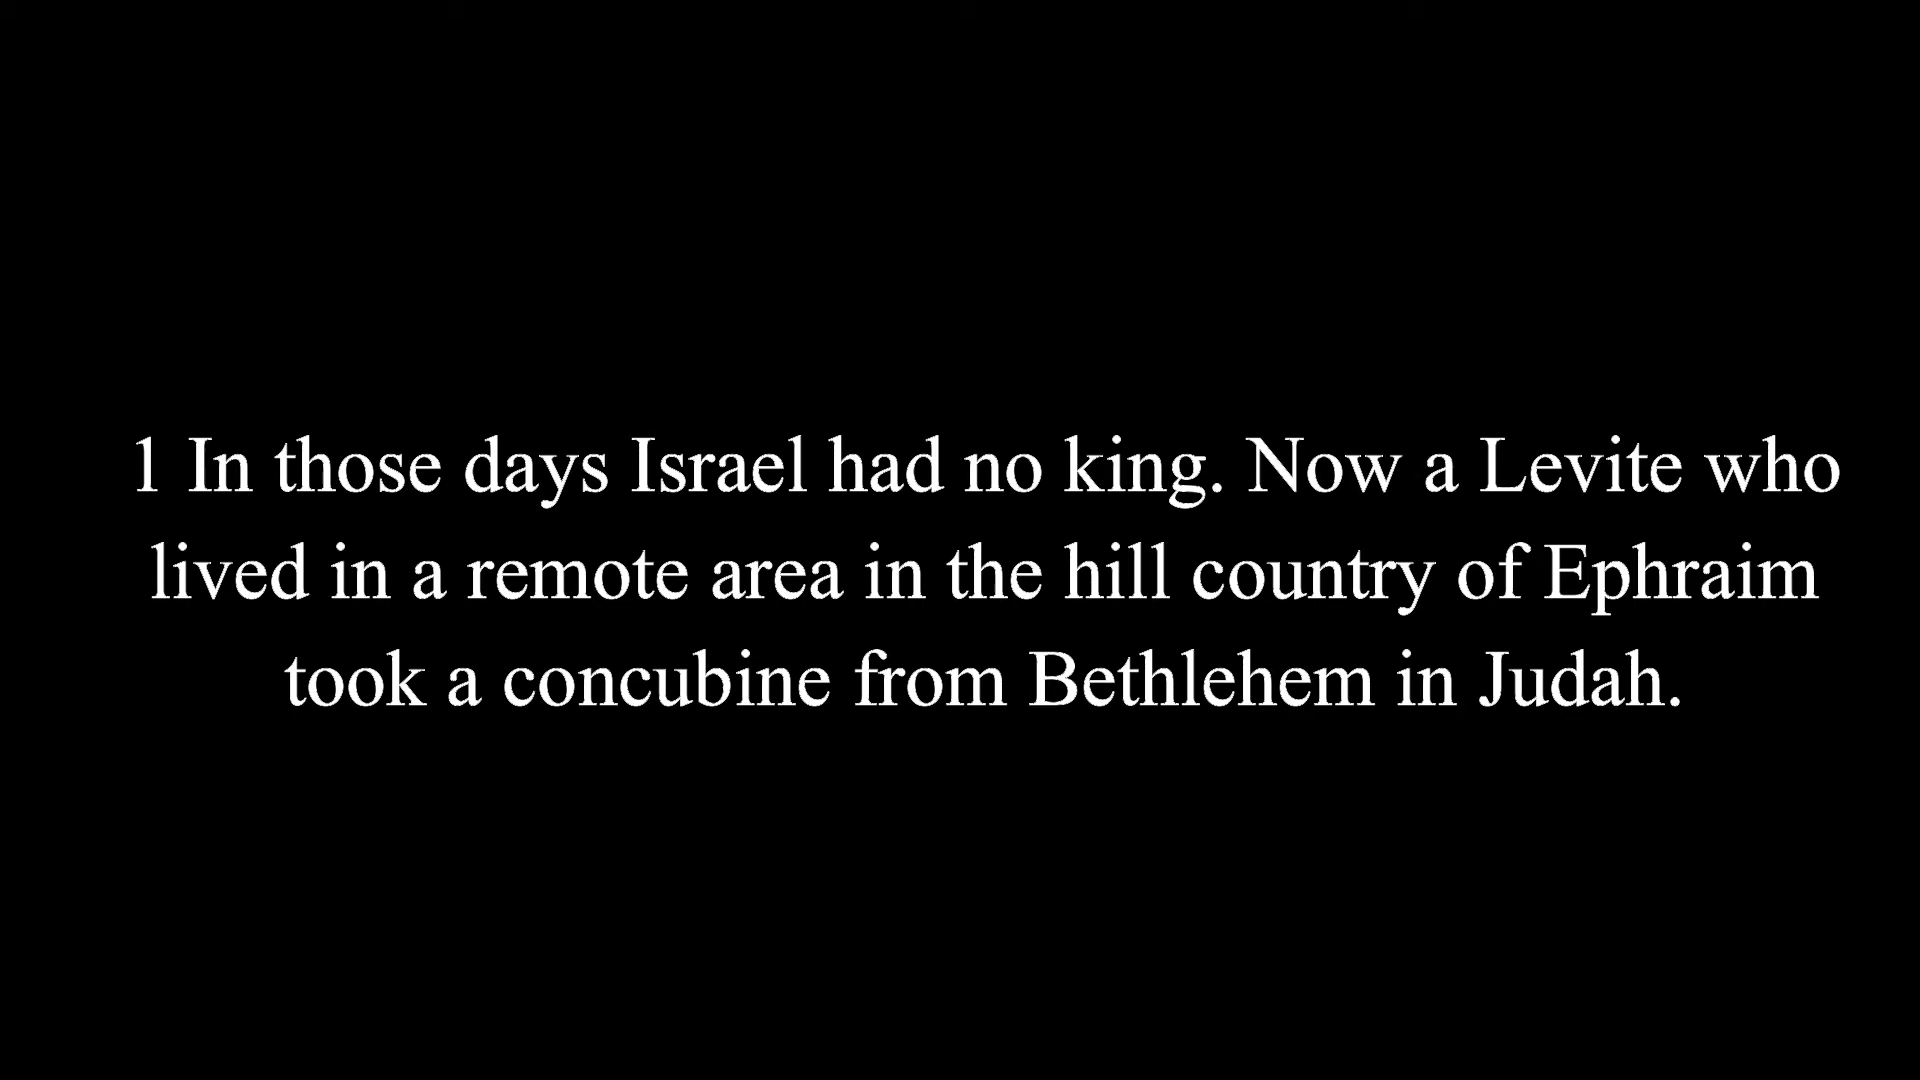 1 In those days Israel had no king. Now a Levite who
lived in a remote area in the hill country of Ephraim
took a concubine from Bethlehem in Judah.